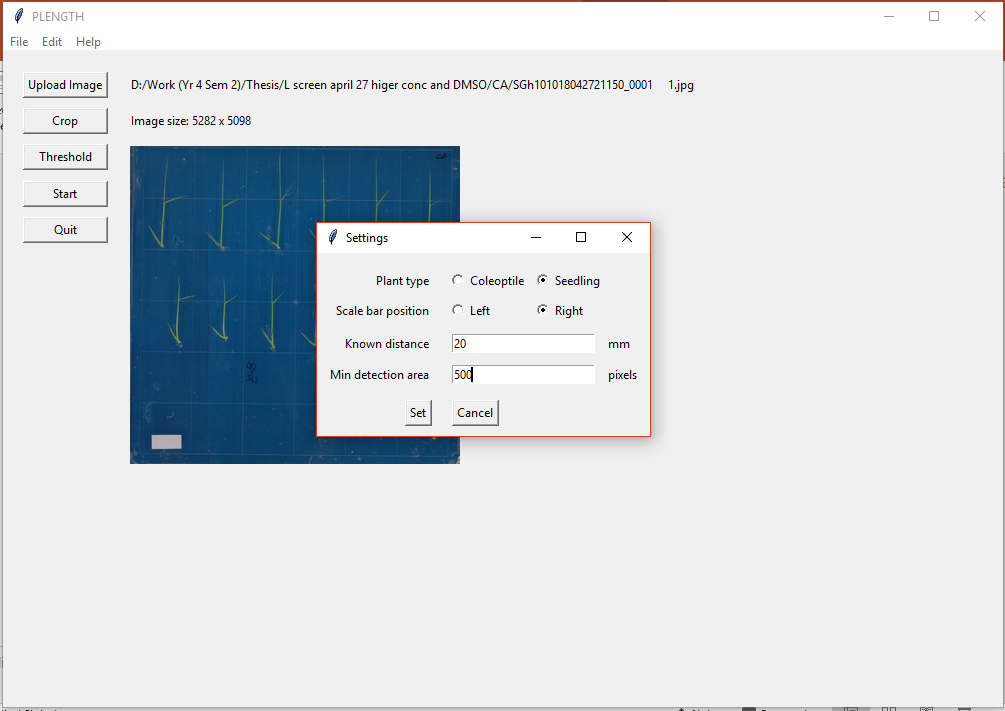 PLENGTH
File Edit Help
Upload Image D:/Work (Yr 4 Sem 2)/Thesis/L screen april 27 higer conc and DMSO/CA/SGh101018042721150_0001 1.jpg
Crop Image size: 5282 x 5098
Threshold
Start
Quit
CA
Settings
Plant type Coleoptile Seedling
Scale bar position Left Right
Known distance 20 mm
Min detection area 500 pixels
Set Cancel